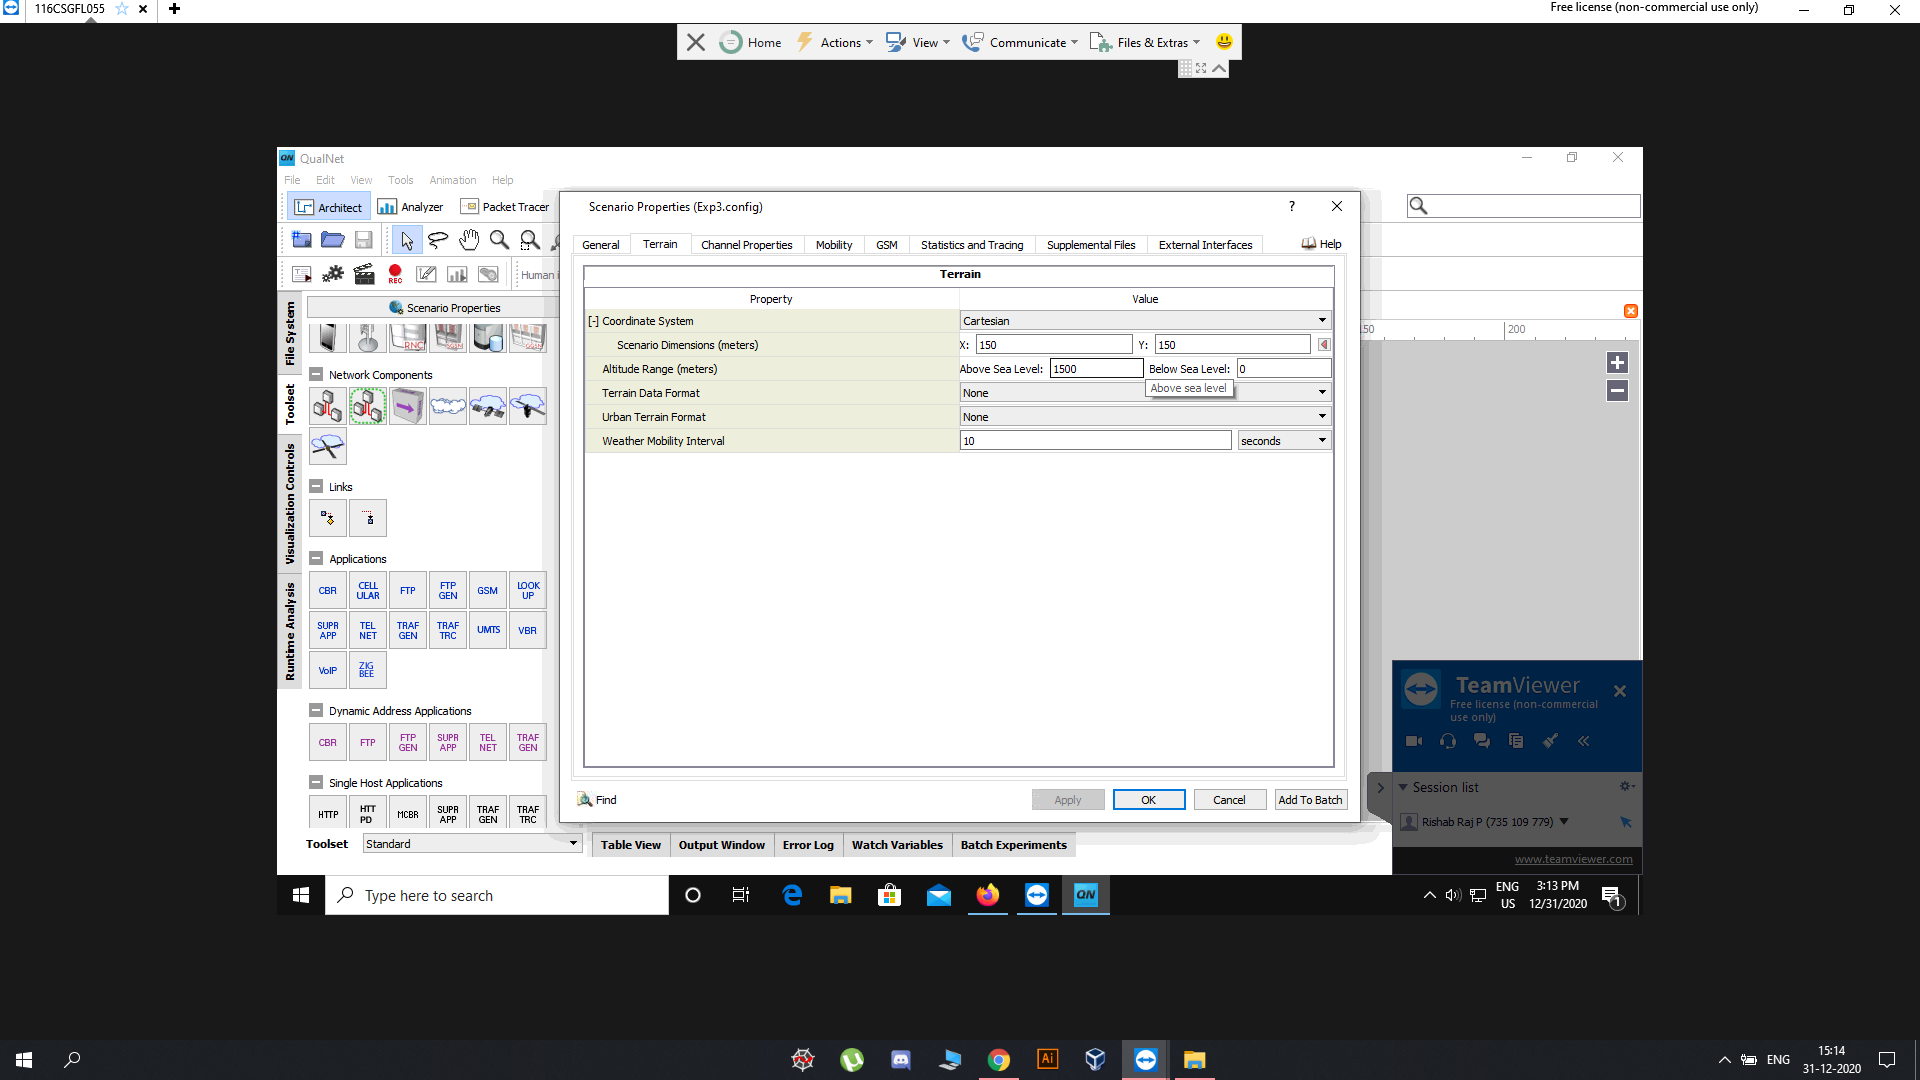 116CSGFL055
Free license (non-commercial use only)
Home Actions View Communicate Files & Extras
QN QualNet
File Edit View Tools Animation Help
Architect Analyzer Packet Tracer
Scenario Properties (Exp3.config)
?
General Terrain Channel Properties Mobility GSM Statistics and Tracing Supplemental Files External Interfaces Help
REC
Human i
Terrain
Property Value
[-] Coordinate System Cartesian
Scenario Dimensions (meters) X: 150 Y: 150
Altitude Range (meters) Above Sea Level: 1500 Below Sea Level: 0
Above sea level
Terrain Data Format None
Urban Terrain Format None
Weather Mobility Interval 10 seconds
Find Apply OK Cancel Add To Batch
File System
Toolset
Visualization Controls
Runtime Analysis
Scenario Properties
RNC
Network Components
Links
Applications
CBR CELL ULAR FTP FTP GEN GSM LOOK UP
SUPR APP TEL NET TRAF GEN TRAF TRC UMTS VBR
VoIP ZIG BEE
Dynamic Address Applications
CBR FTP FTP GEN SUPR APP TEL NET TRAF GEN
Single Host Applications
HTTP HTT PD MCBR SUPR APP TRAF GEN TRAF TRC
Toolset Standard
Table View Output Window Error Log Watch Variables Batch Experiments
50 200
TeamViewer
Free license (non-commercial
use only)
Session list
Rishab Raj P (735 109 779)
www.teamviewer.com
Type here to search
QN
ENG
US
3:13 PM
12/31/2020
1
Ai
ENG
15:14
31-12-2020